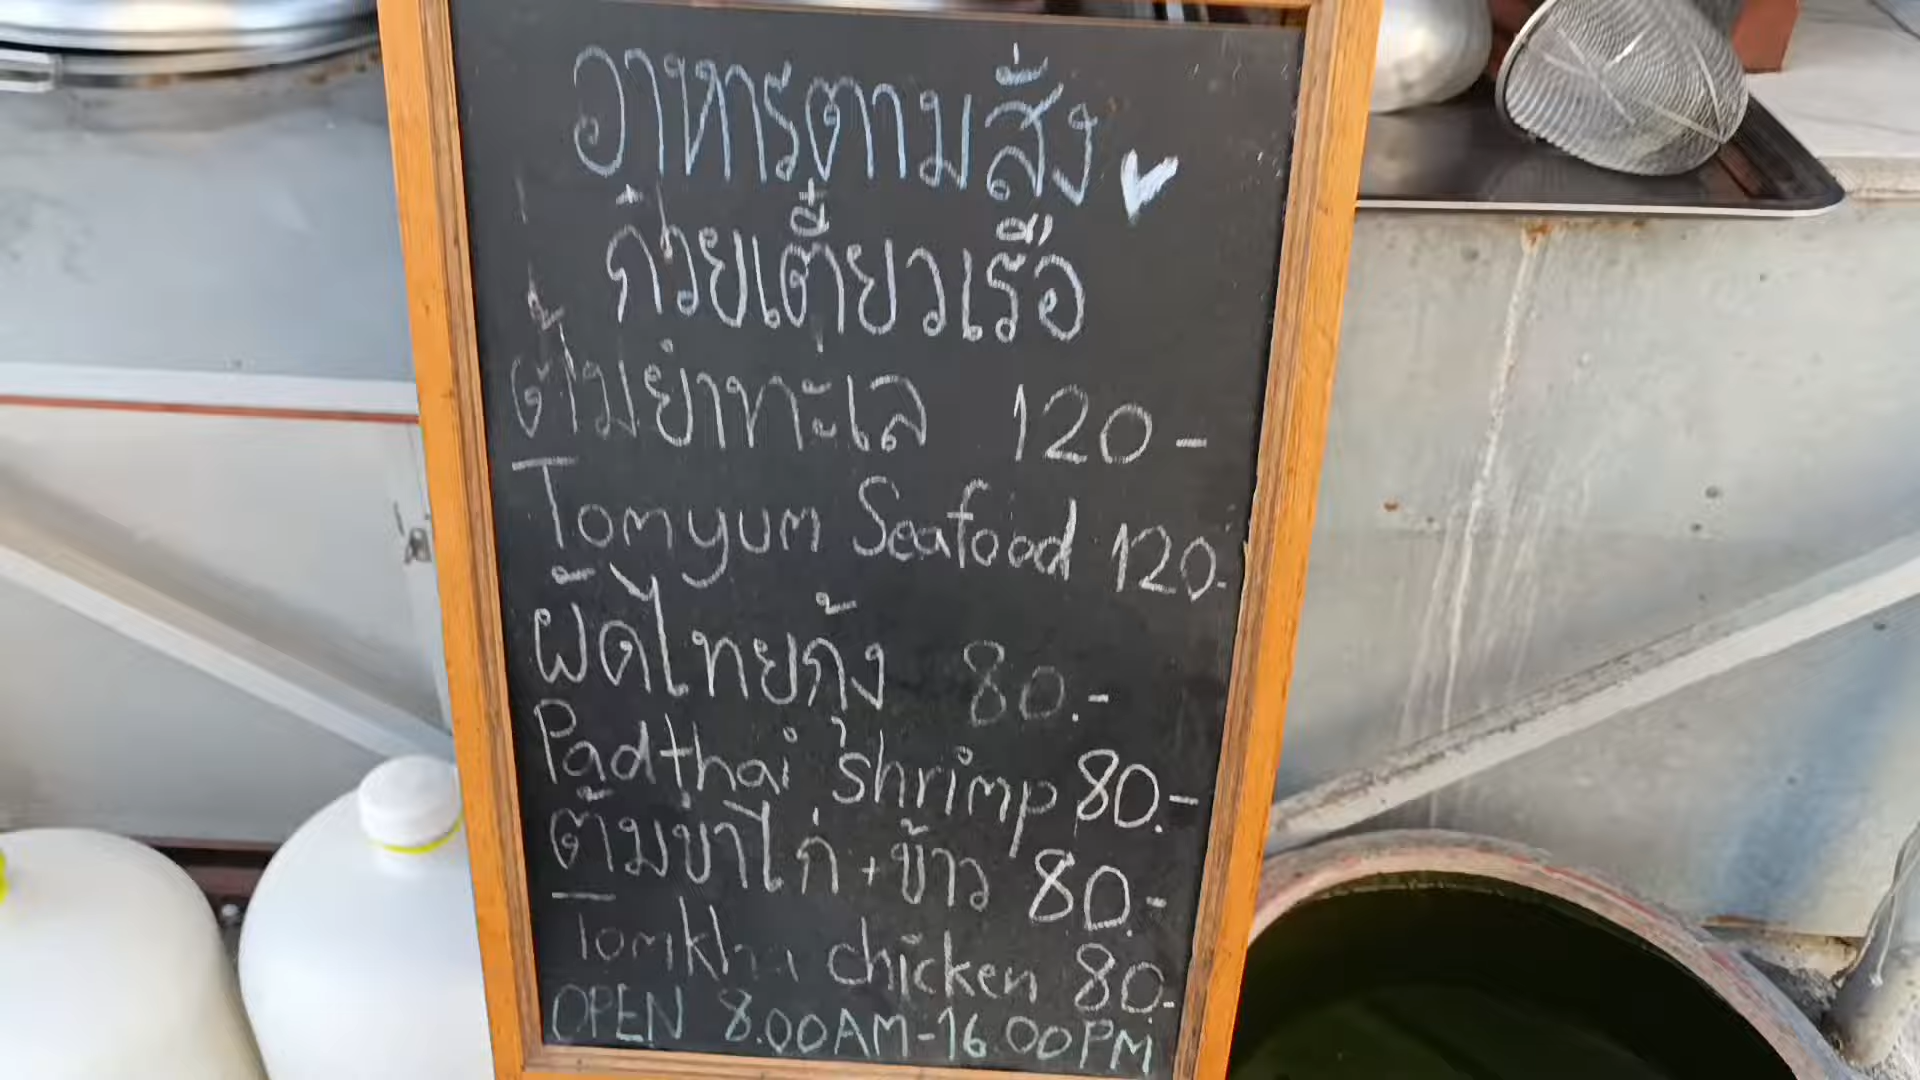 อาหารตามสั่ง
ก๋วยเตี๋ยวเรือ
ต้มยำทะเล 120-
Tomyum Seafood 120.-
ผัดไทยกุ้ง 80.-
Padthai shrimp 80.-
ต้มข่าไก่+ข้าว 80.-
Tomkha chicken 80.-
OPEN 8.00AM-16.00PM